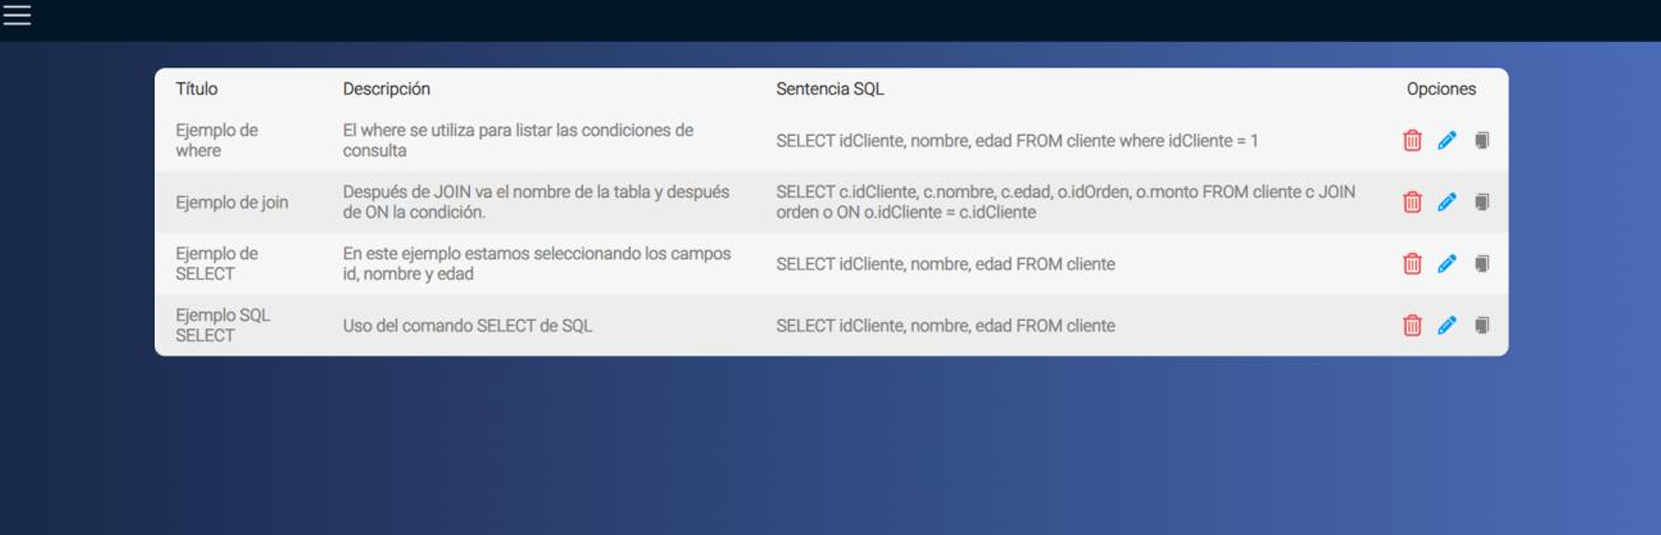 Título Descripción Sentencia SQL Opciones
Ejemplo de
where
El where se utiliza para listar las condiciones de
consulta
SELECT idCliente, nombre, edad FROM cliente where idCliente = 1
Ejemplo de join
Después de JOIN va el nombre de la tabla y después
de ON la condición.
SELECT c.idCliente, c.nombre, c.edad, o.idOrden, o.monto FROM cliente c JOIN
orden o ON o.idCliente = c.idCliente
Ejemplo de
SELECT
En este ejemplo estamos seleccionando los campos
id, nombre y edad
SELECT idCliente, nombre, edad FROM cliente
Ejemplo SQL
SELECT
Uso del comando SELECT de SQL
SELECT idCliente, nombre, edad FROM cliente